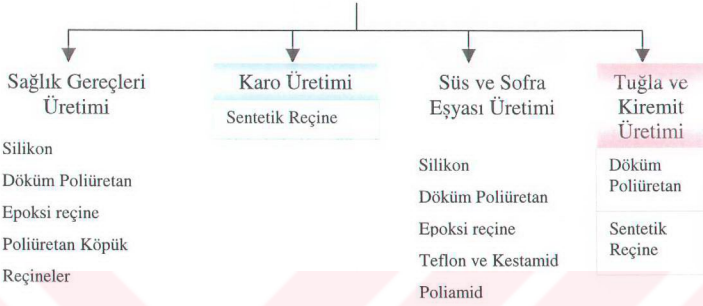 Sağlık Gereçleri
Üretimi
Silikon
Döküm Poliüretan
Epoksi reçine
Poliüretan Köpük
Reçineler
Karo Üretimi
Sentetik Reçine
Süs ve Sofra
Eşyası Üretimi
Silikon
Döküm Poliüretan
Epoksi reçine
Teflon ve Kestamid
Poliamid
Tuğla ve
Kiremit
Üretimi
Döküm
Poliüretan
Sentetik
Reçine